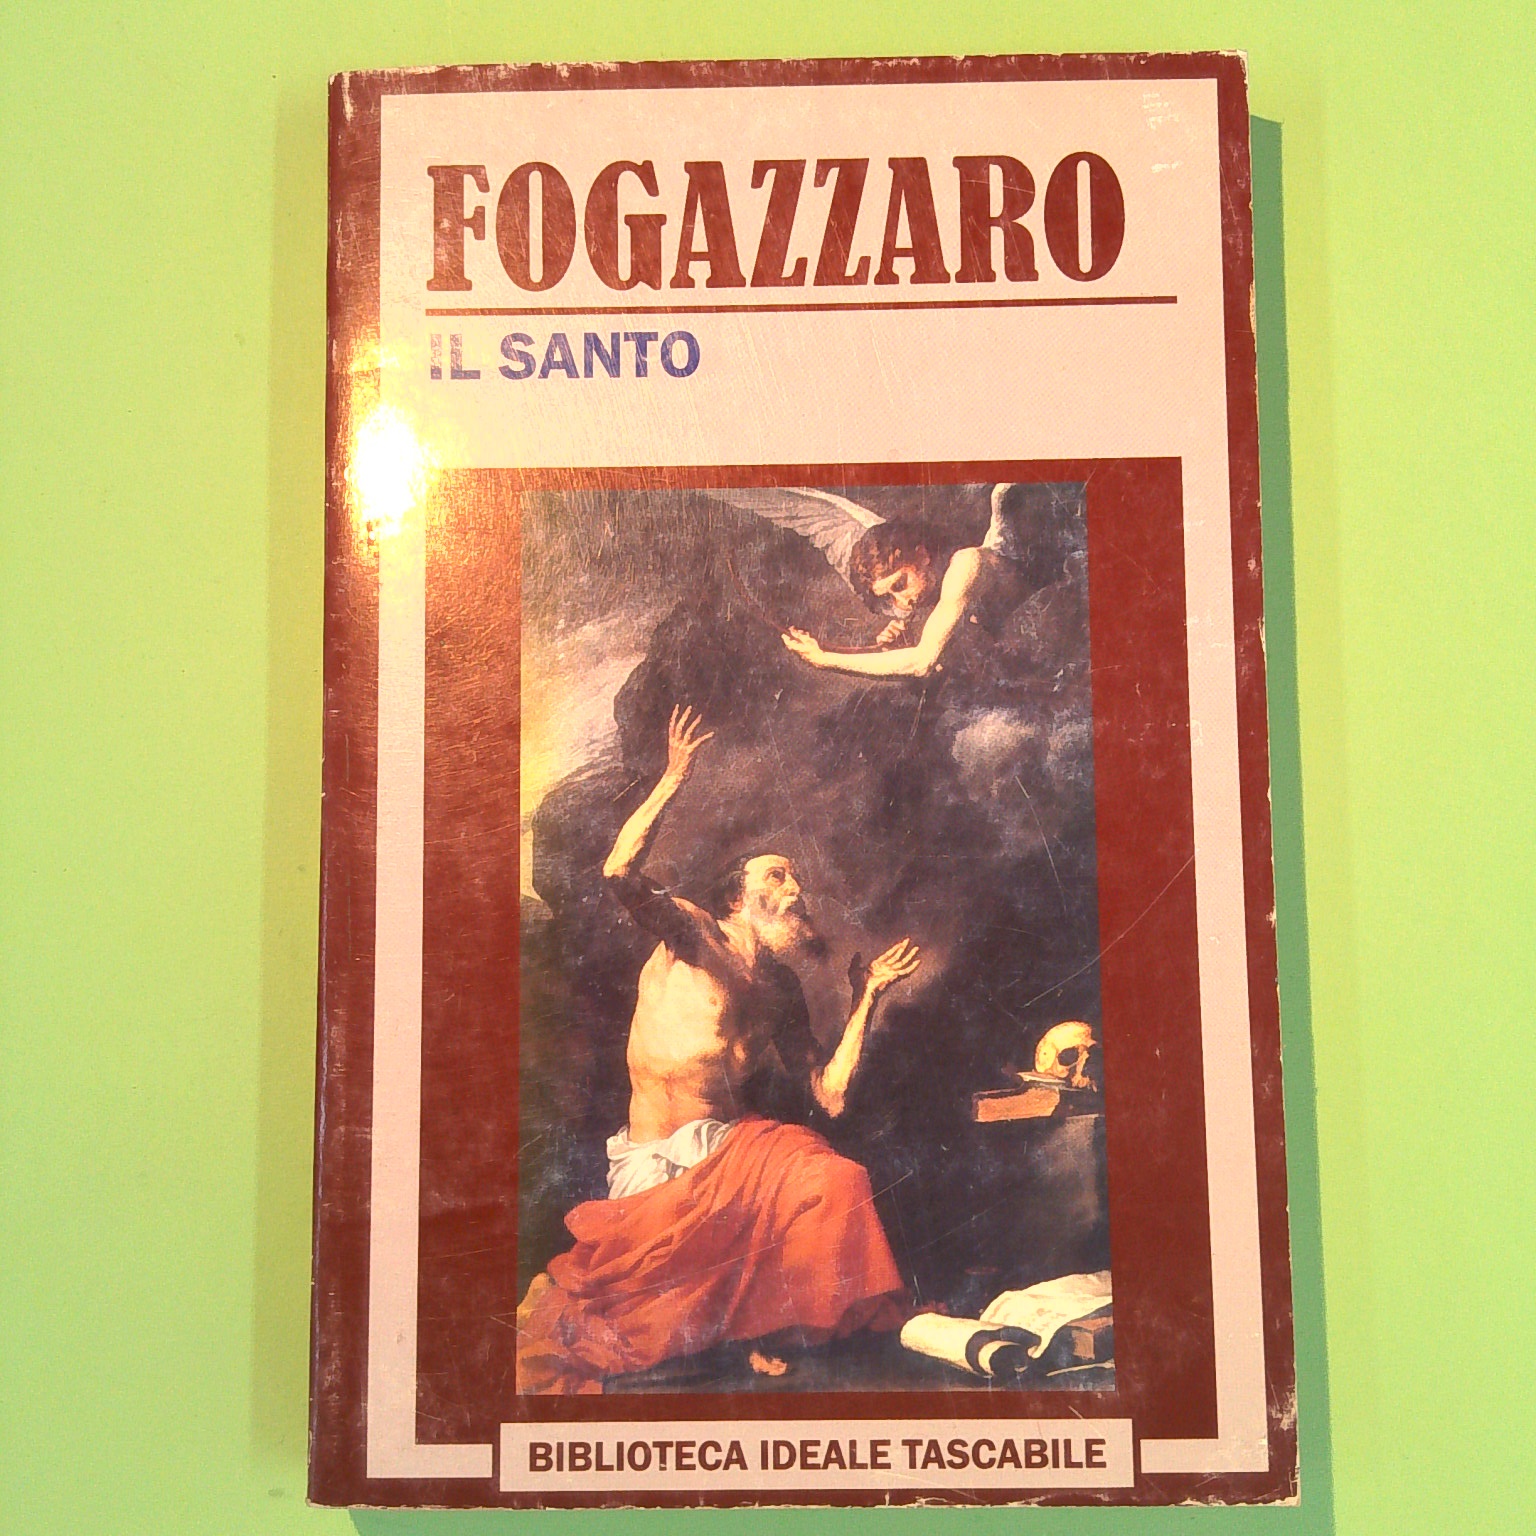 FOGAZZARO
IL SANTO
BIBLIOTECA IDEALE TASCABILE